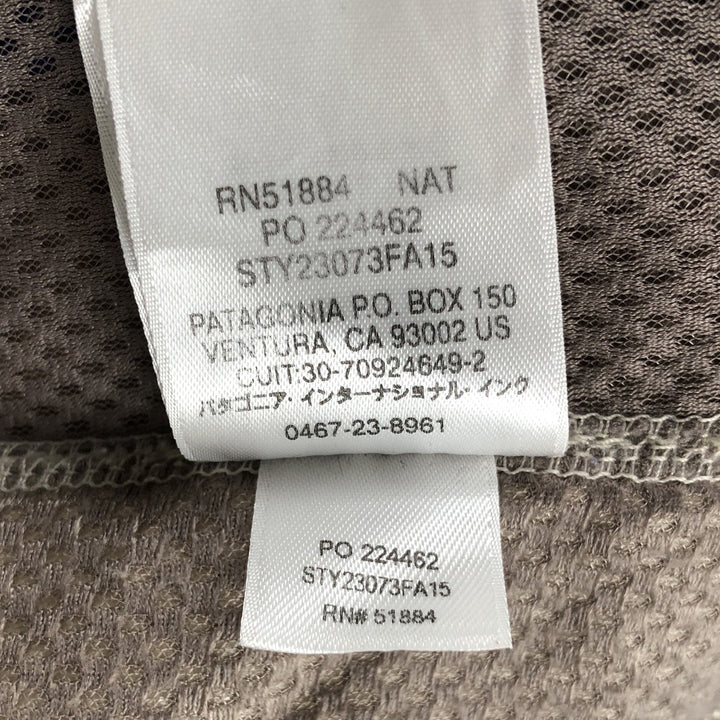 RN51884 NAT
PO 224462
STY23073FA15
PATAGONIA P.O. BOX 150
VENTURA, CA 93002 US
CUIT:30-70924649-2
パタゴニア・インターナショナル・インク
0467-23-8961
PO 224462
STY23073FA15
RN# 51884